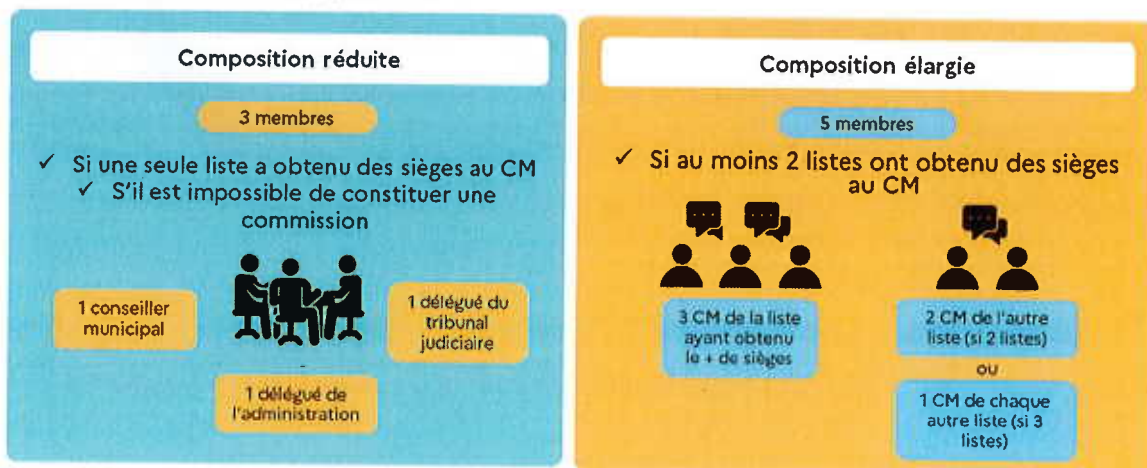 Composition réduite
3 membres
✓ Si une seule liste a obtenu des sièges au CM
✓ S'il est impossible de constituer une
commission
1 conseiller
municipal
1 délégué du
tribunal
judiciaire
1 délégué de
l'administration
Composition élargie
5 membres
✓ Si au moins 2 listes ont obtenu des sièges
au CM
3 CM de la liste
ayant obtenu
le + de sièges
2 CM de l'autre
liste (si 2 listes)
ou
1 CM de chaque
autre liste (si 3
listes)